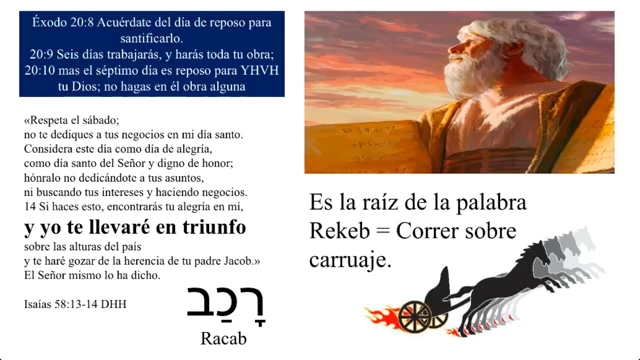 Éxodo 20:8 Acuérdate del día de reposo para
santificarlo.
20:9 Seis días trabajarás, y harás toda tu obra;
20:10 mas el séptimo día es reposo para YHVH
tu Dios; no hagas en él obra alguna
«Respeta el sábado;
no te dediques a tus negocios en mi día santo.
Considera este día como día de alegría,
como día santo del Señor y digno de honor;
hónralo no dedicándote a tus asuntos,
ni buscando tus intereses y haciendo negocios.
14 Si haces esto, encontrarás tu alegría en mí,
y yo te llevaré en triunfo
sobre las alturas del país
y te haré gozar de la herencia de tu padre Jacob.»
El Señor mismo lo ha dicho.
Isaías 58:13-14 DHH
רָכַב
Racab
Es la raíz de la palabra
Rekeb = Correr sobre
carruaje.